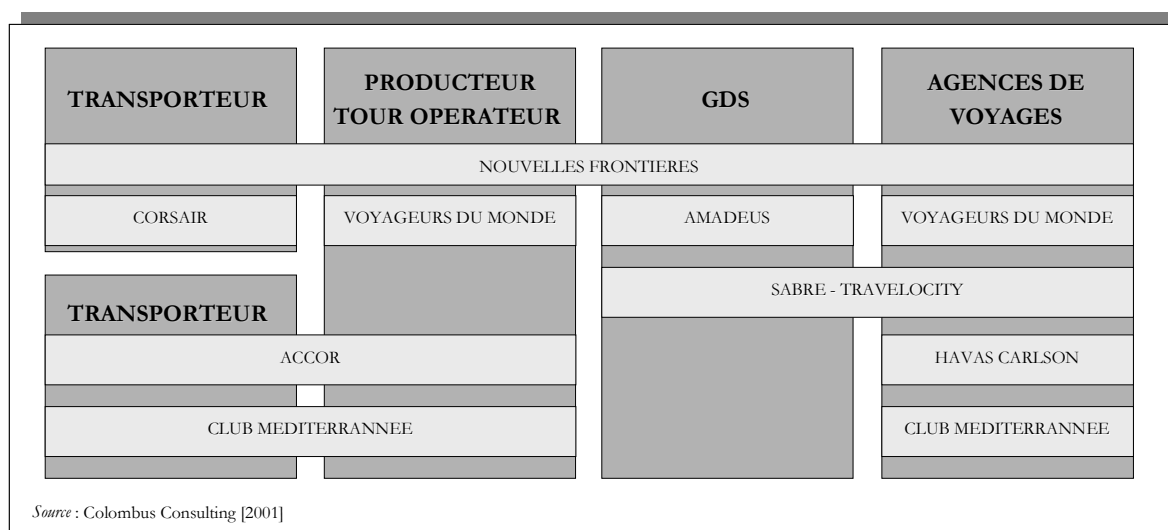 TRANSPORTEUR
PRODUCTEUR
TOUR OPERATEUR
GDS
AGENCES DE
VOYAGES
NOUVELLES FRONTIERES
CORSAIR
VOYAGEURS DU MONDE
AMADEUS
VOYAGEURS DU MONDE
SABRE - TRAVELOCITY
TRANSPORTEUR
ACCOR
HAVAS CARLSON
CLUB MEDITERRANNEE
CLUB MEDITERRANNEE
Source : Colombus Consulting [2001]